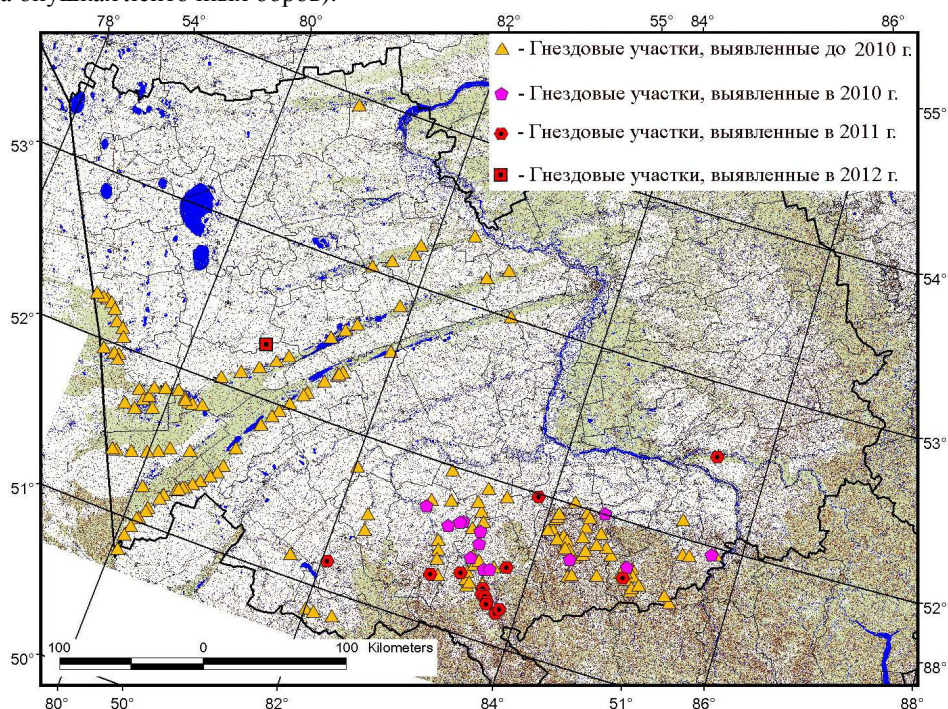 на опушках ленточных боров).
78° 54° 80° 82° 55° 84° 86°
- Гнездовые участки, выявленные до 2010 г.
- Гнездовые участки, выявленные в 2010 г.
- Гнездовые участки, выявленные в 2011 г.
- Гнездовые участки, выявленные в 2012 г.
55°
53°
54°
52°
53°
51°
52°
50°
88°
100 0 100 Kilometers
80° 50° 82° 84° 51° 86° 88°